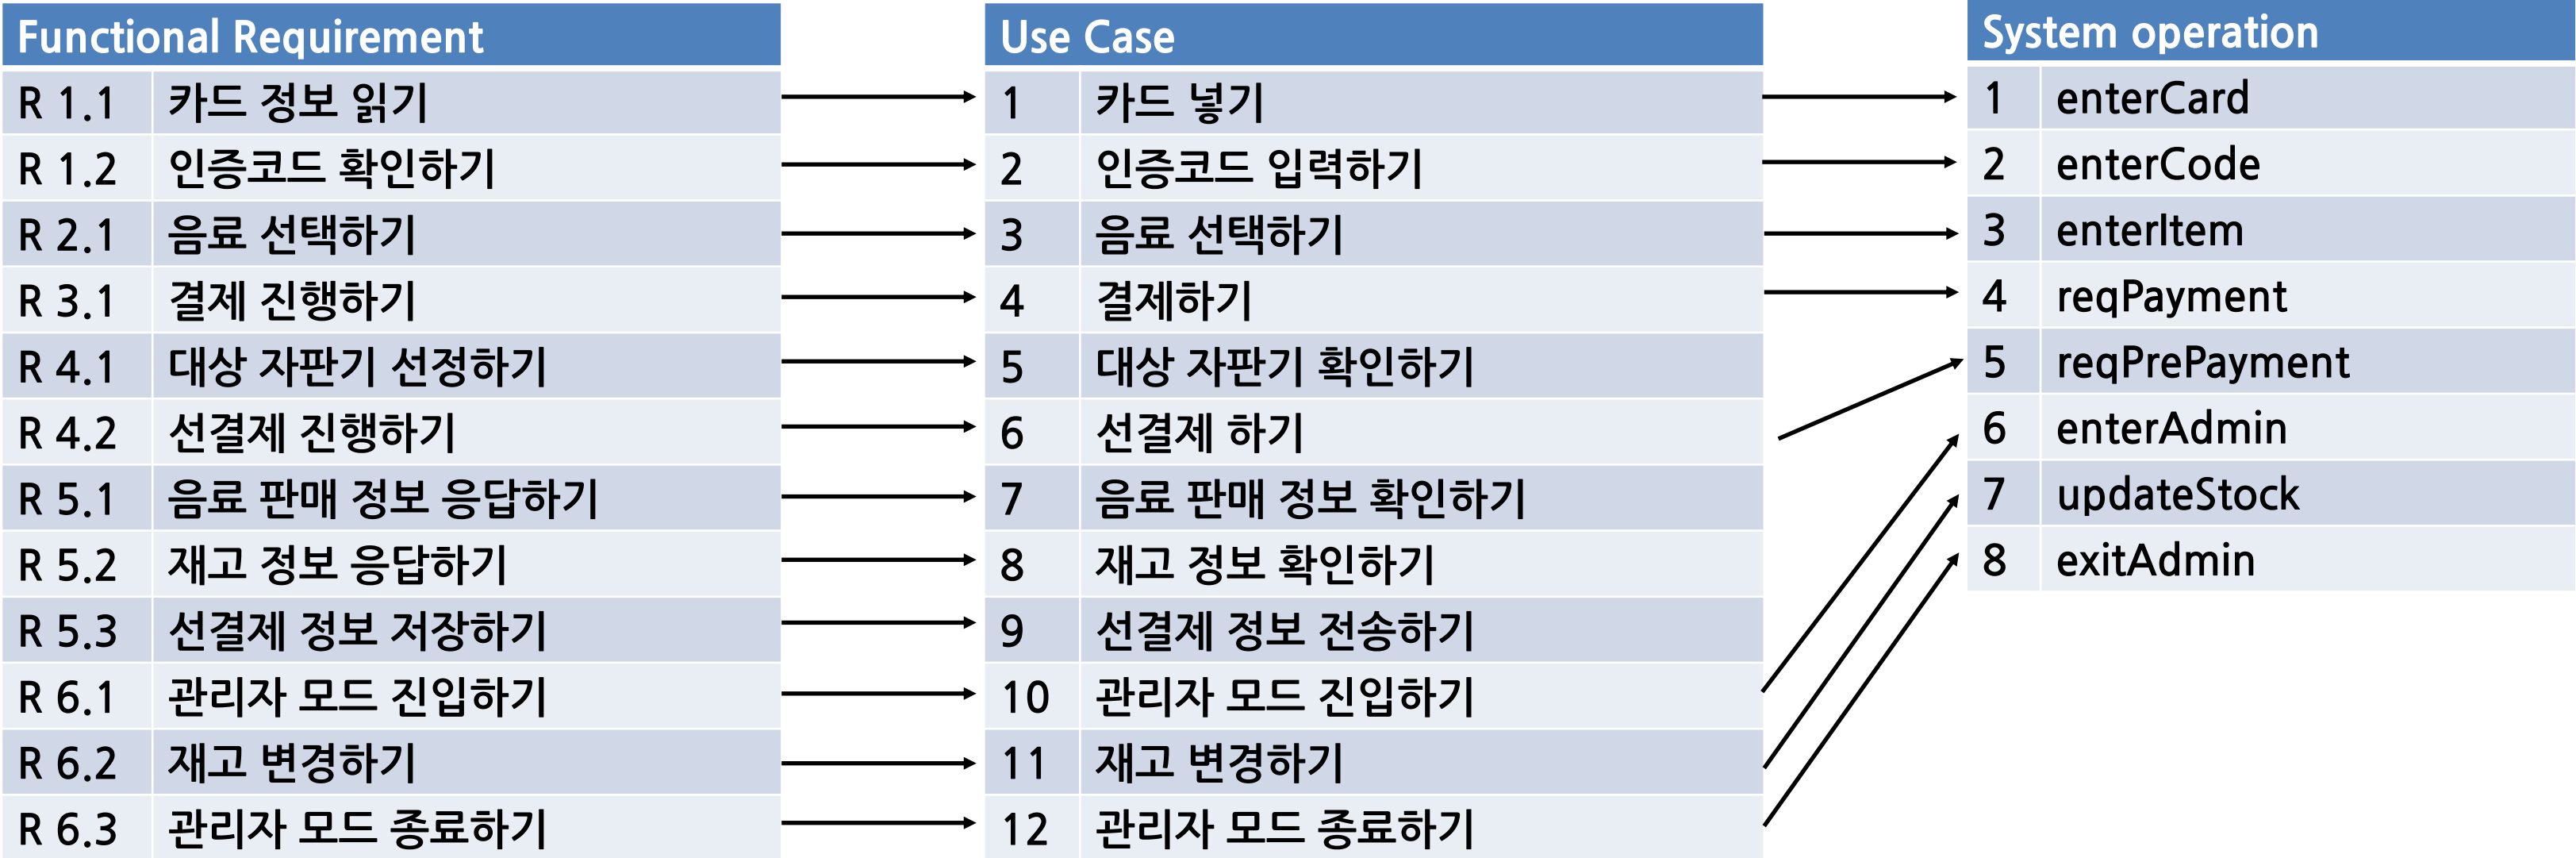 Functional Requirement
R 1.1 카드 정보 읽기
R 1.2 인증코드 확인하기
R 2.1 음료 선택하기
R 3.1 결제 진행하기
R 4.1 대상 자판기 선정하기
R 4.2 선결제 진행하기
R 5.1 음료 판매 정보 응답하기
R 5.2 재고 정보 응답하기
R 5.3 선결제 정보 저장하기
R 6.1 관리자 모드 진입하기
R 6.2 재고 변경하기
R 6.3 관리자 모드 종료하기
Use Case
1 카드 넣기
2 인증코드 입력하기
3 음료 선택하기
4 결제하기
5 대상 자판기 확인하기
6 선결제 하기
7 음료 판매 정보 확인하기
8 재고 정보 확인하기
9 선결제 정보 전송하기
10 관리자 모드 진입하기
11 재고 변경하기
12 관리자 모드 종료하기
System operation
1 enterCard
2 enterCode
3 enterItem
4 reqPayment
5 reqPrePayment
6 enterAdmin
7 updateStock
8 exitAdmin